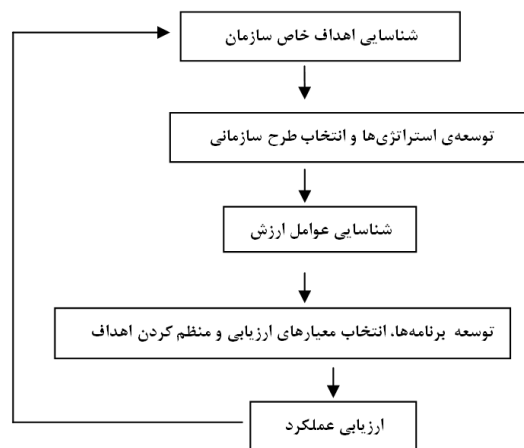 شناسایی اهداف خاص سازمان
توسعه‌ی استراتژی‌ها و انتخاب طرح سازمانی
شناسایی عوامل ارزش
توسعه برنامه‌ها، انتخاب معیارهای ارزیابی و منظم کردن اهداف
ارزیابی عملکرد